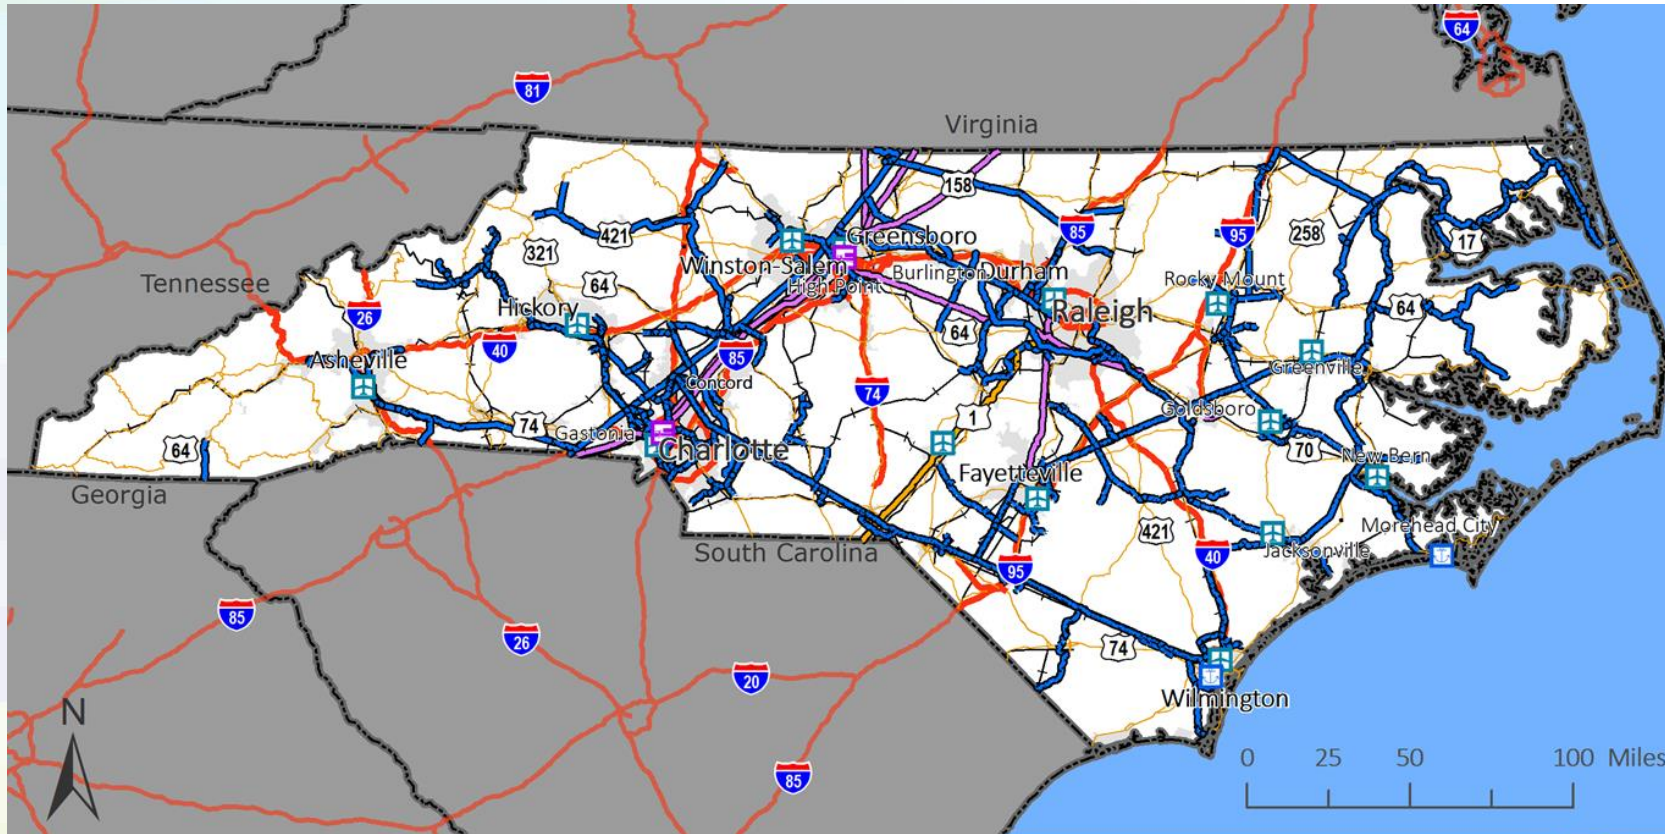 64
81
Virginia
158
85
Greensboro
95
258
17
421
321
Winston-Salem
Burlington
Durham
Tennessee
64
High Point
Rocky Mount
Hickory
Raleigh
64
26
64
40
85
Asheville
Greenville
Concord
74
1
Goldsboro
74
Gastonia
Charlotte
64
70
New Bern
Fayetteville
Georgia
421
Morehead City
South Carolina
40
Jacksonville
95
85
26
74
20
Wilmington
N
0 25 50 100 Miles
85